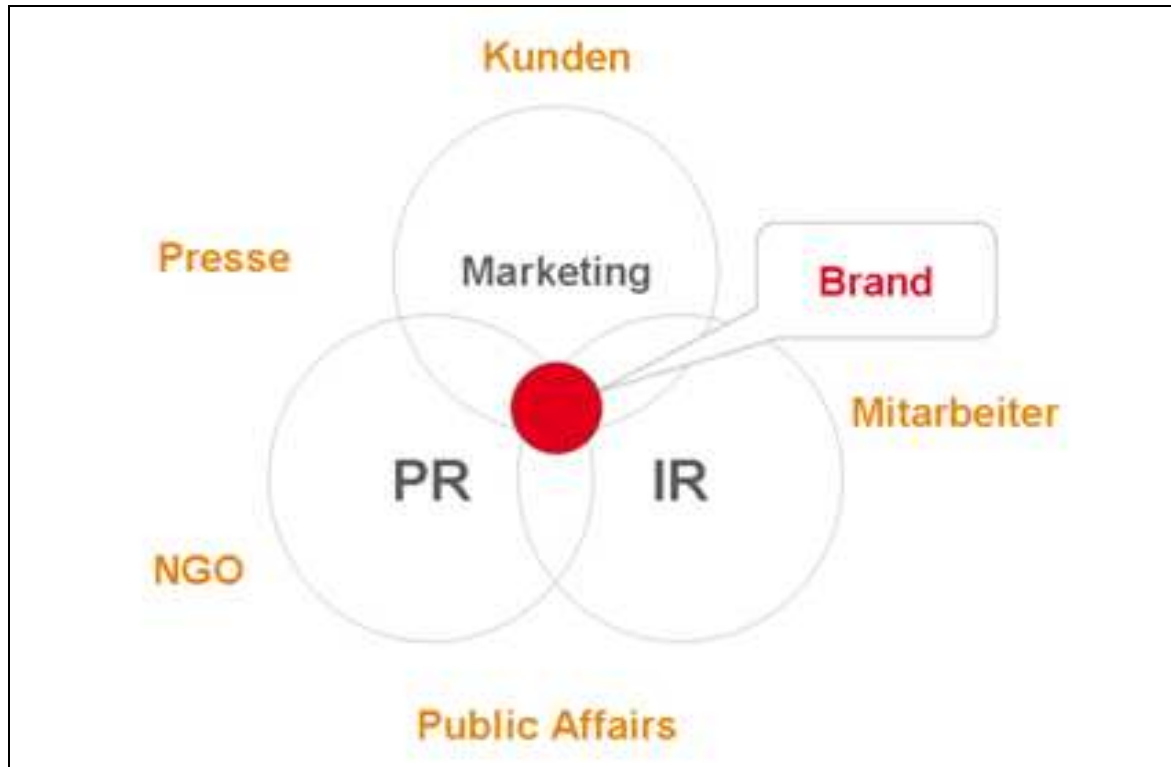 Kunden
Presse
Marketing
Brand
Mitarbeiter
PR
IR
NGO
Public Affairs